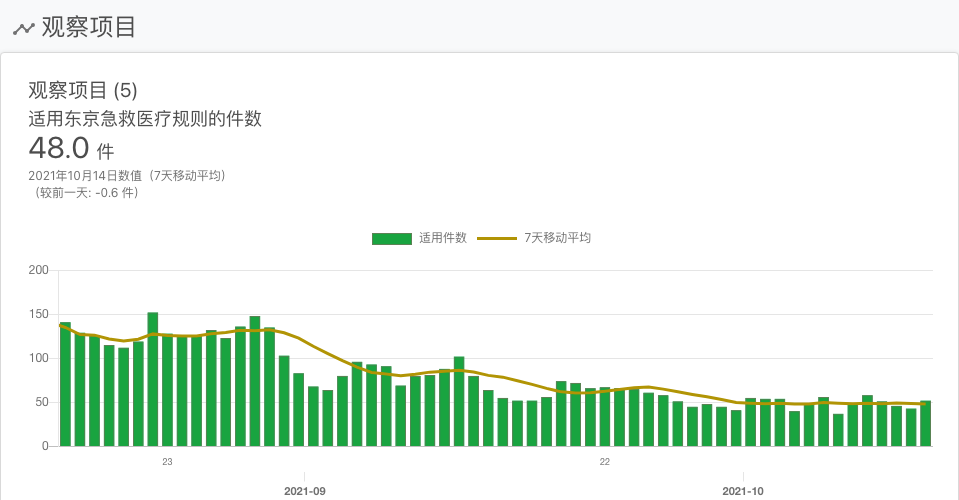 观察项目
观察项目 (5)
适用东京急救医疗规则的件数
48.0 件
2021年10月14日数值（7天移动平均）
（较前一天: -0.6 件）
适用件数 7天移动平均
200
150
100
50
0
23 22
2021-09 2021-10